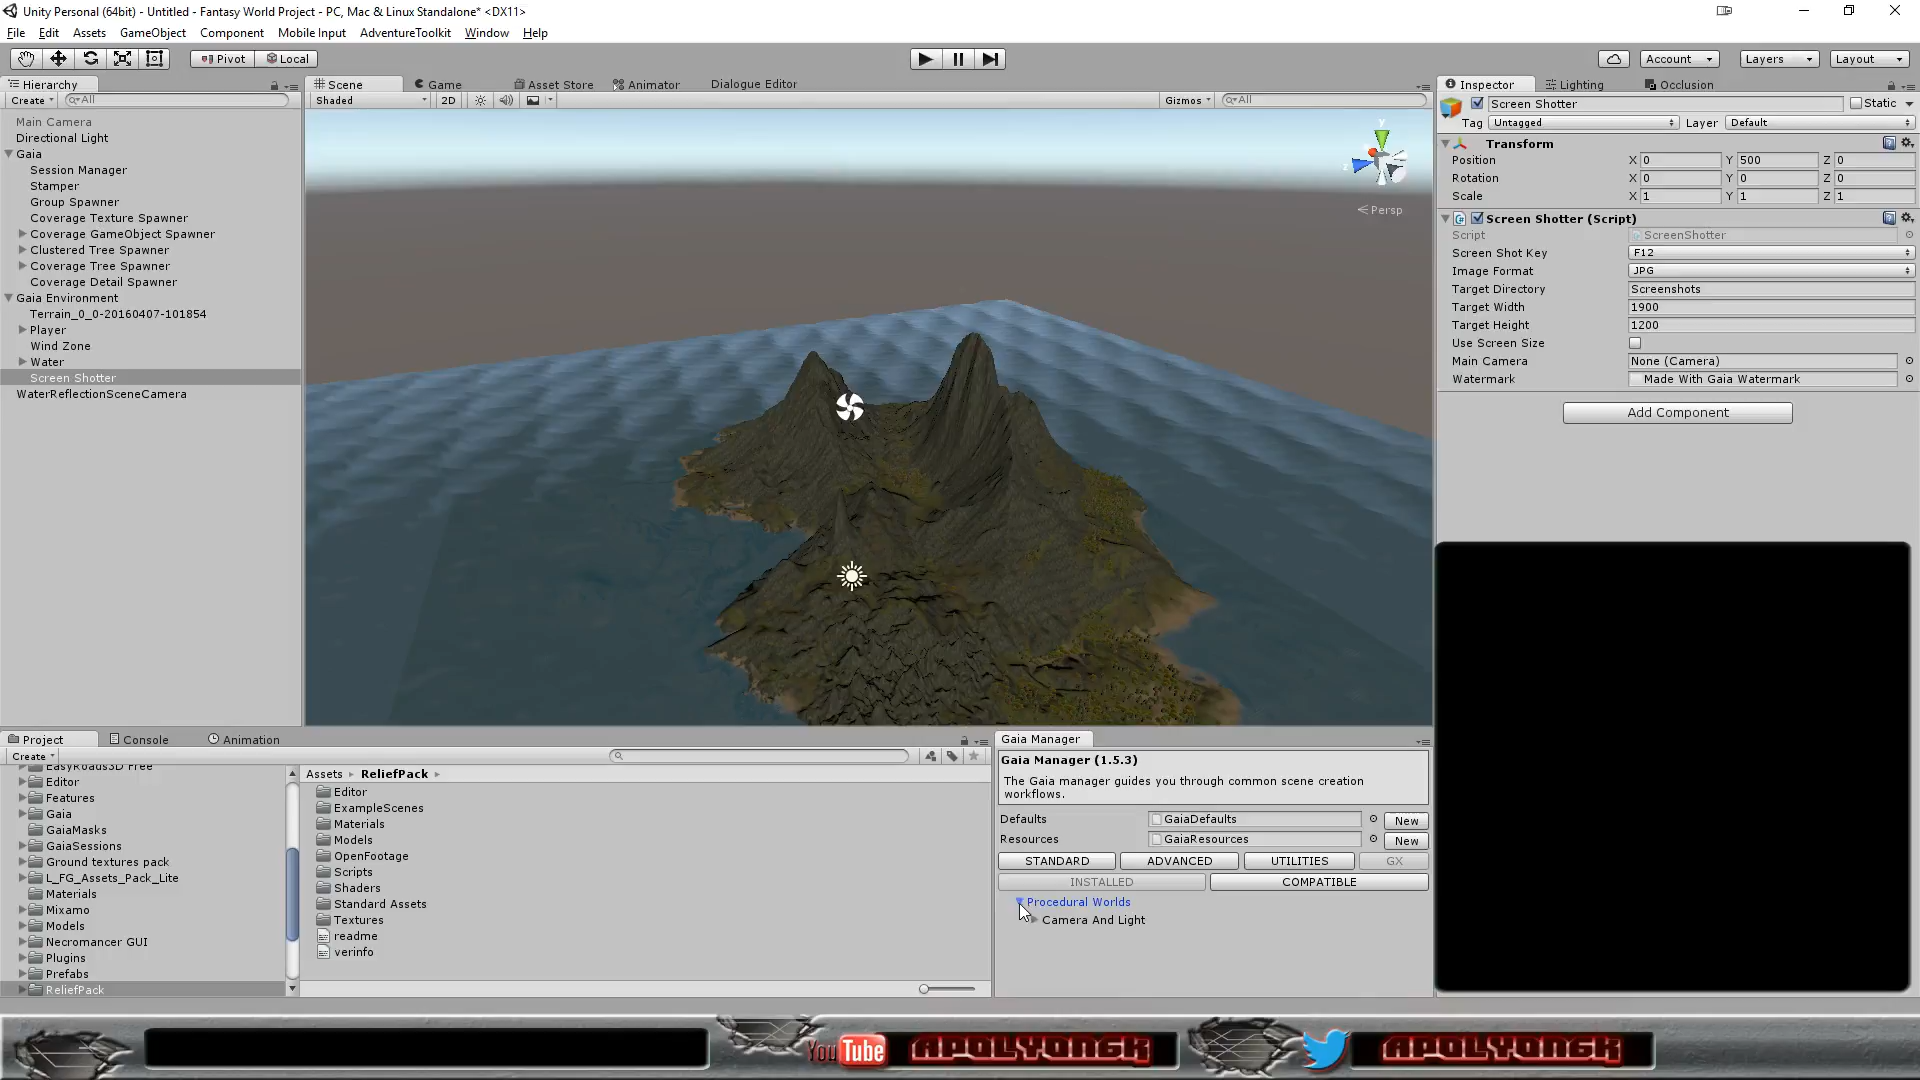 Unity Personal (64bit) - Untitled - Fantasy World Project - PC, Mac & Linux Standalone* <DX11>
File Edit Assets GameObject Component Mobile Input AdventureToolkit Window Help
Pivot Local Account Layers Layout
Hierarchy
Create All
Main Camera
Directional Light
Gaia
Session Manager
Stamper
Group Spawner
Coverage Texture Spawner
Coverage GameObject Spawner
Clustered Tree Spawner
Coverage Tree Spawner
Coverage Detail Spawner
Gaia Environment
Terrain_0_0-20160407-101854
Player
Wind Zone
Water
Screen Shotter
WaterReflectionSceneCamera
Scene Game Asset Store Animator Dialogue Editor
Shaded 2D Gizmos All
y
z
Persp
Inspector Lighting Occlusion
Screen Shotter Static
Tag Untagged Layer Default
Transform
Position X 0 Y 500 Z 0
Rotation X 0 Y 0 Z 0
Scale X 1 Y 1 Z 1
Screen Shotter (Script)
Script ScreenShotter
Screen Shot Key F12
Image Format JPG
Target Directory Screenshots
Target Width 1900
Target Height 1200
Use Screen Size
Main Camera None (Camera)
Watermark Made With Gaia Watermark
Add Component
Project Console Animation
Create
EasyRoads3D Free
Editor
Features
Gaia
GaiaMasks
GaiaSessions
Ground textures pack
L_FG_Assets_Pack_Lite
Materials
Mixamo
Models
Necromancer GUI
Plugins
Prefabs
ReliefPack
Assets ReliefPack
Editor
ExampleScenes
Materials
Models
OpenFootage
Scripts
Shaders
Standard Assets
Textures
readme
verinfo
Gaia Manager
Gaia Manager (1.5.3)
The Gaia manager guides you through common scene creation
workflows.
Defaults GaiaDefaults New
Resources GaiaResources New
STANDARD ADVANCED UTILITIES GX
INSTALLED COMPATIBLE
Procedural Worlds
Camera And Light
YouTube APOLYONGK APOLYONGK